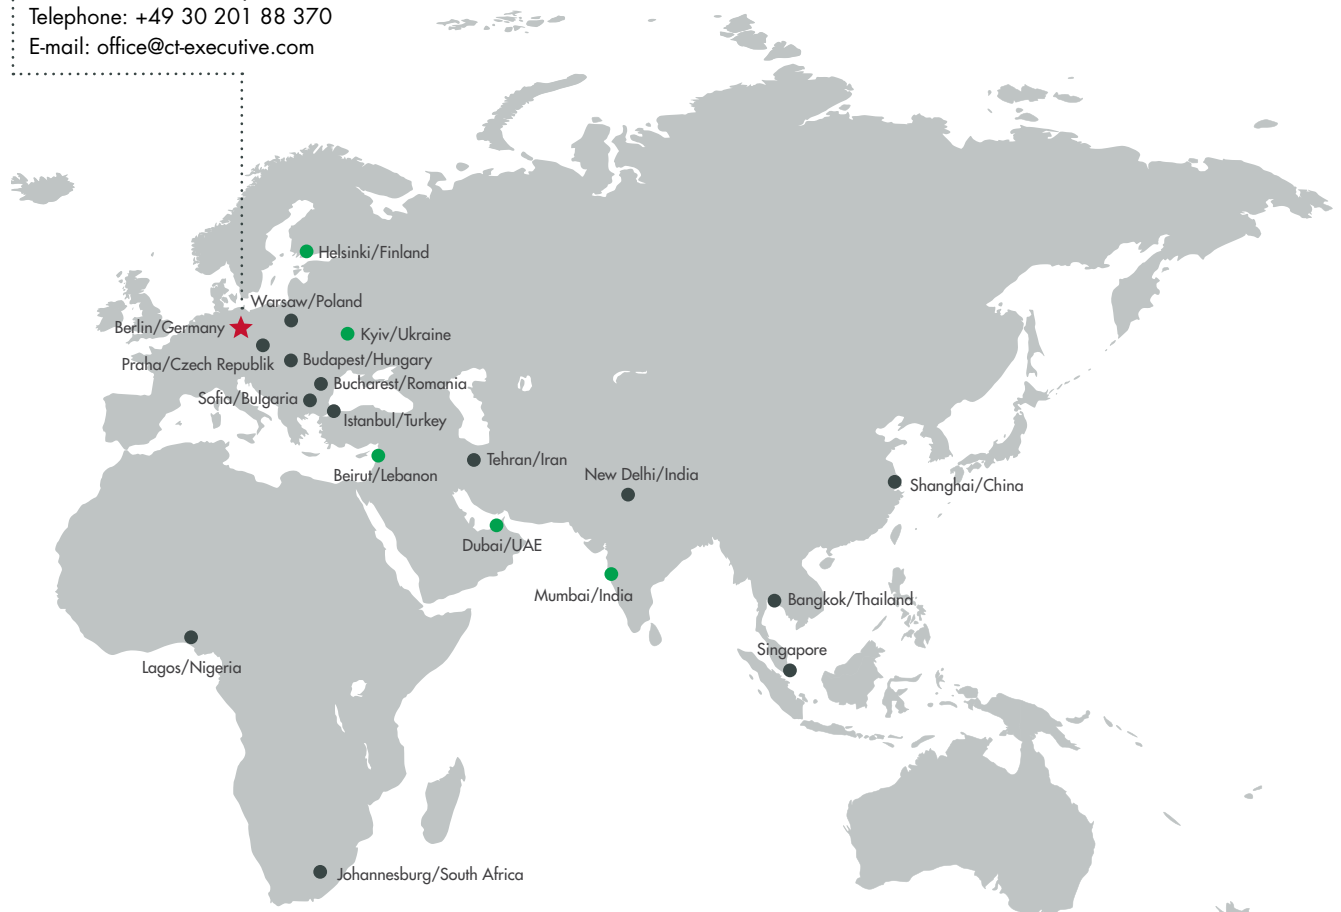 Telephone: +49 30 201 88 370
E-mail: office@ct-executive.com
Helsinki/Finland
Warsaw/Poland
Berlin/Germany
Kyiv/Ukraine
Praha/Czech Republik
Budapest/Hungary
Bucharest/Romania
Sofia/Bulgaria
Istanbul/Turkey
Tehran/Iran
Beirut/Lebanon
New Delhi/India
Shanghai/China
Dubai/UAE
Mumbai/India
Bangkok/Thailand
Singapore
Lagos/Nigeria
Johannesburg/South Africa